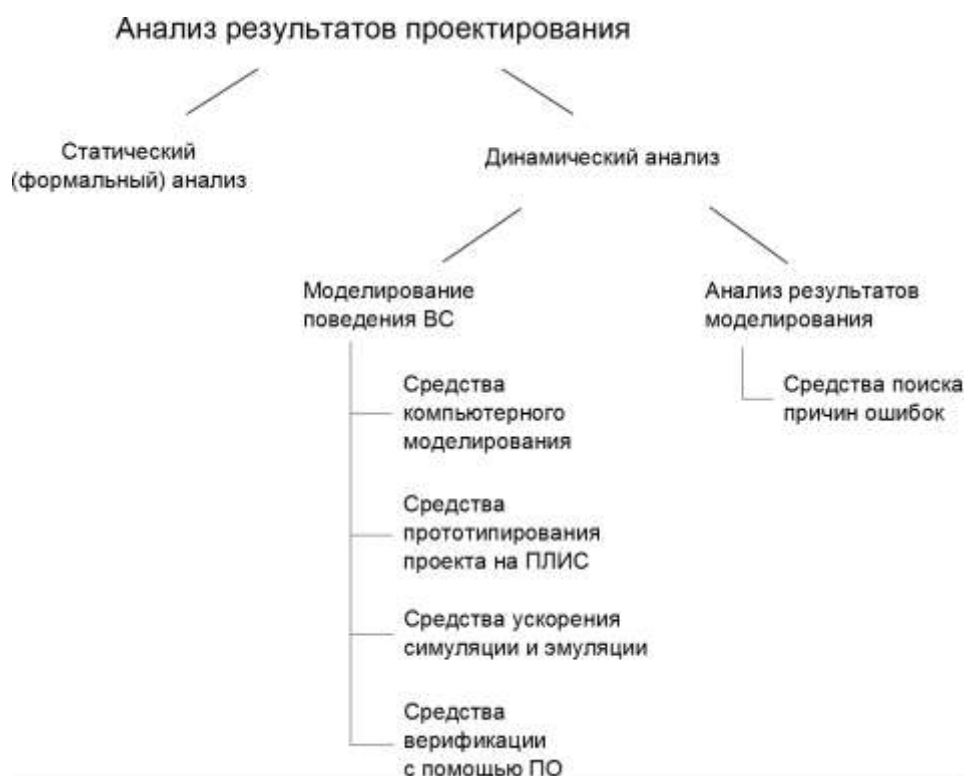 Анализ результатов проектирования
Статический
(формальный) анализ
Динамический анализ
Моделирование
поведения ВС
Средства
компьютерного
моделирования
Средства
прототипирования
проекта на ПЛИС
Средства ускорения
симуляции и эмуляции
Средства
верификации
с помощью ПО
Анализ результатов
моделирования
Средства поиска
причин ошибок